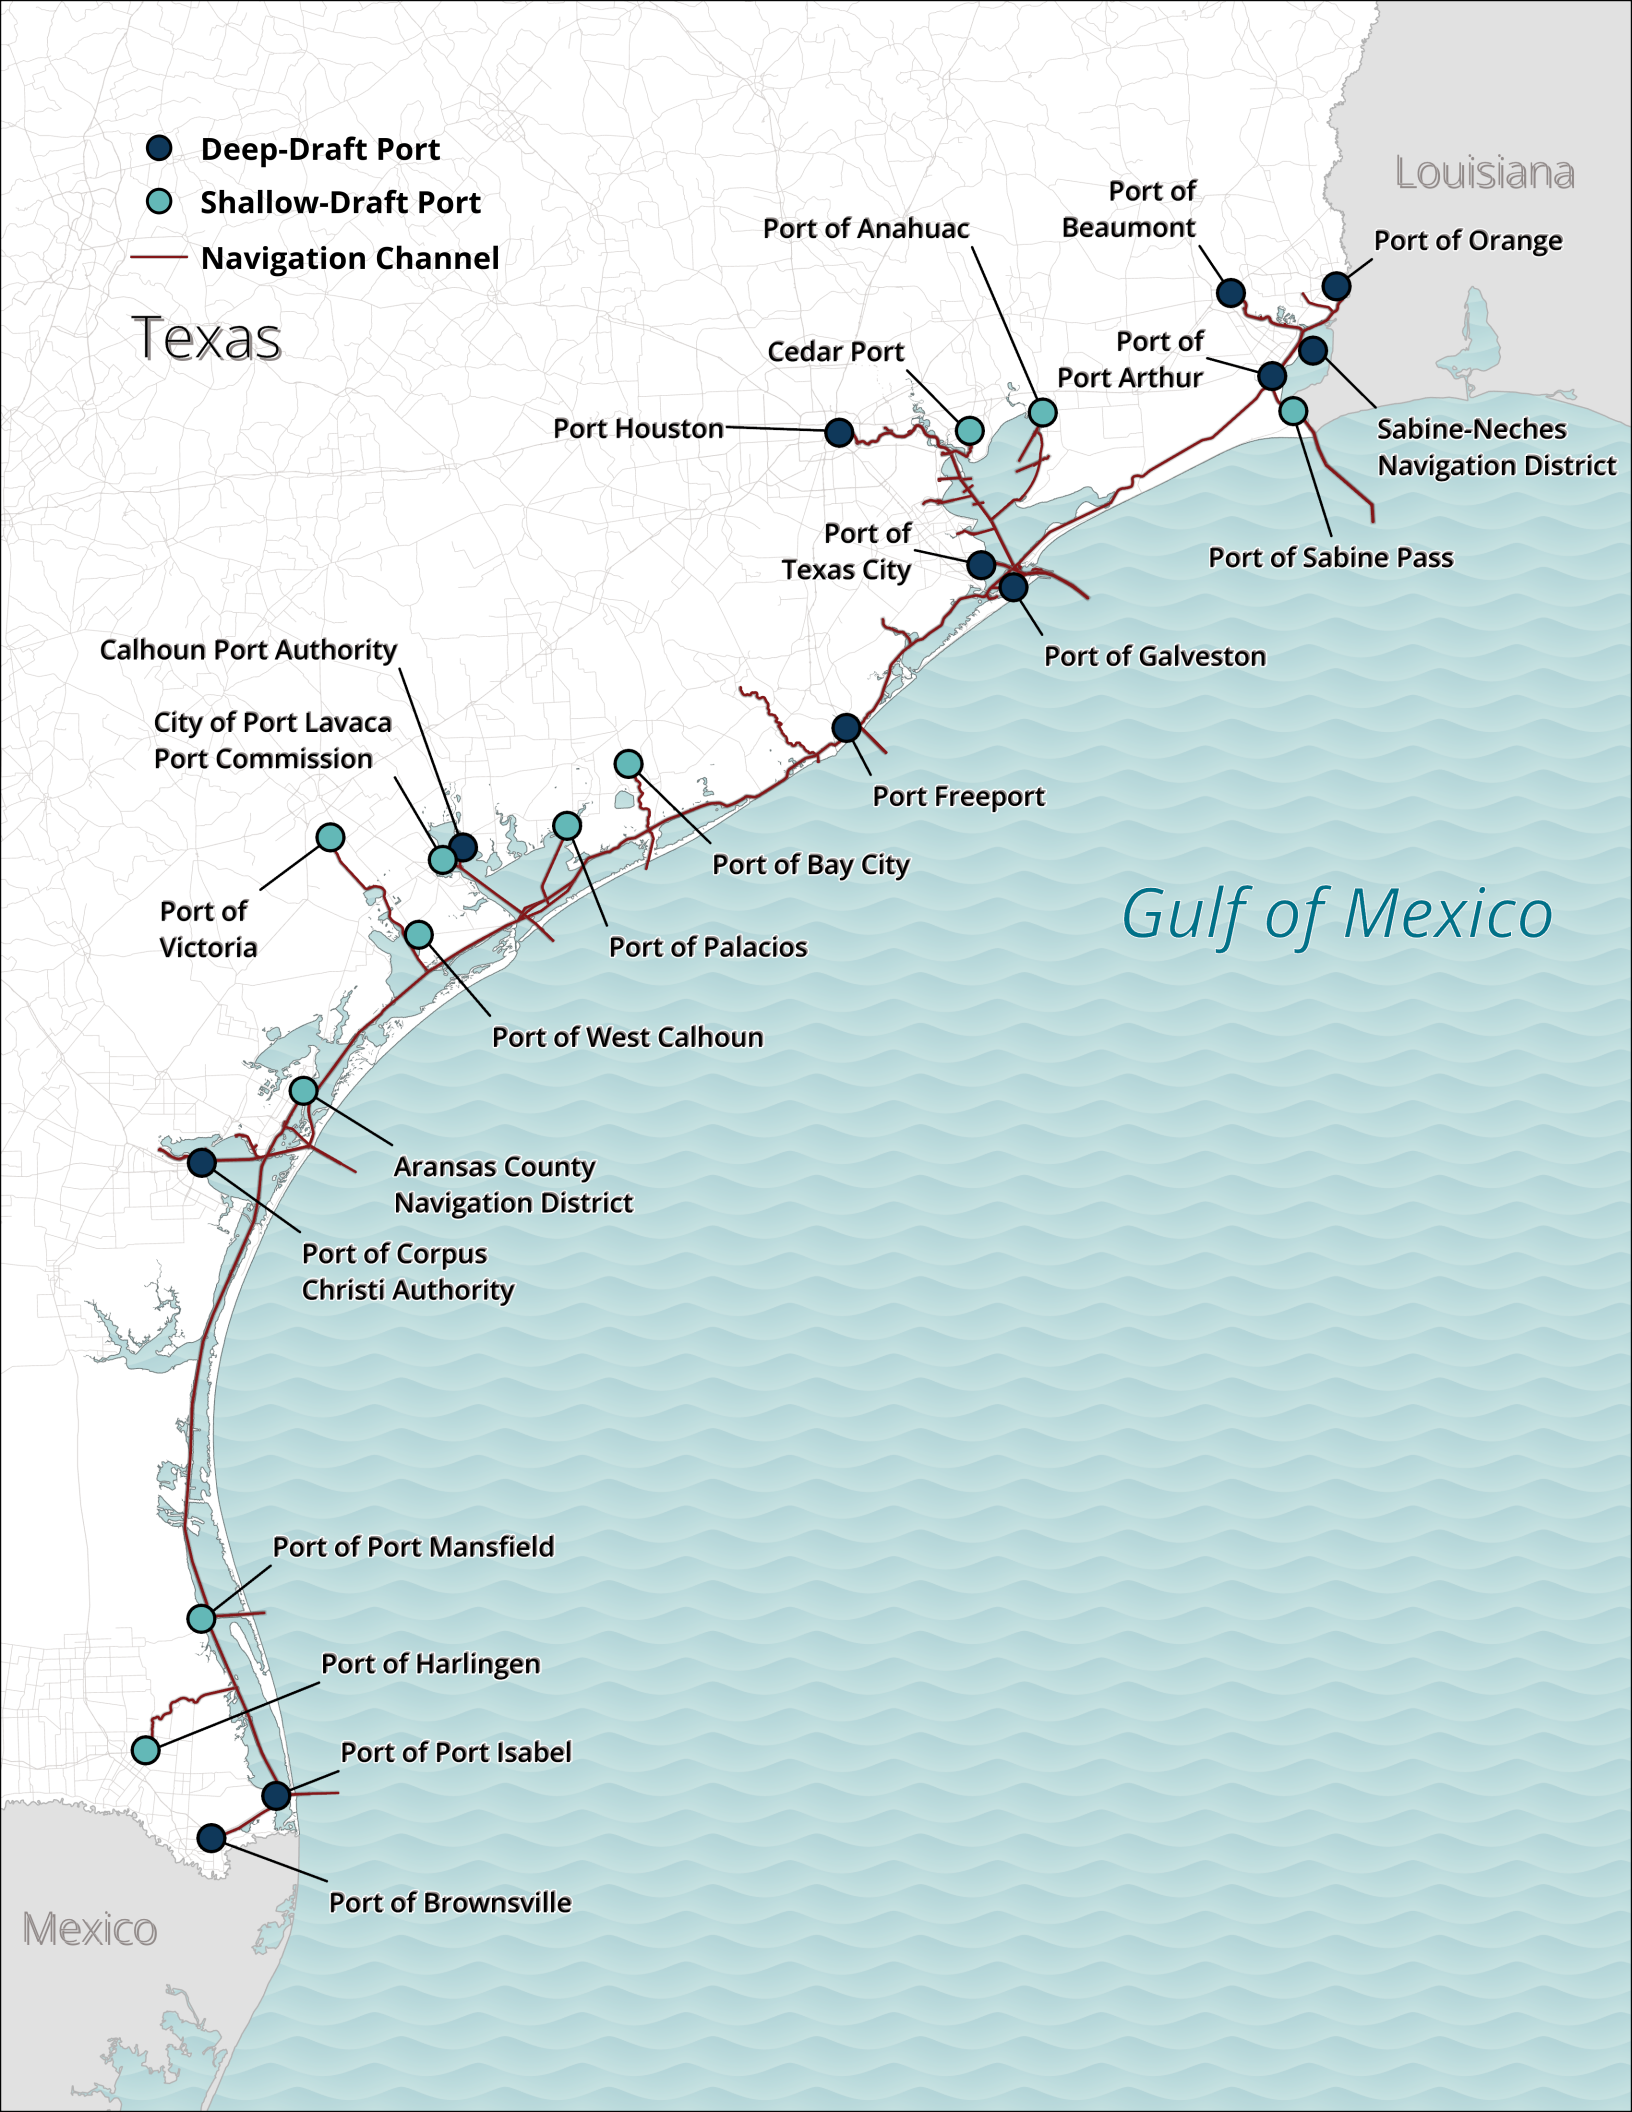 Deep-Draft Port
Shallow-Draft Port
Navigation Channel
Texas
Louisiana
Port of
Beaumont
Port of Orange
Port of Anahuac
Port of
Port Arthur
Cedar Port
Port Houston
Sabine-Neches
Navigation District
Port of
Texas City
Port of Sabine Pass
Port of Galveston
Calhoun Port Authority
City of Port Lavaca
Port Commission
Port Freeport
Port of Bay City
Port of
Victoria
Port of Palacios
Gulf of Mexico
Port of West Calhoun
Aransas County
Navigation District
Port of Corpus
Christi Authority
Port of Port Mansfield
Port of Harlingen
Port of Port Isabel
Port of Brownsville
Mexico